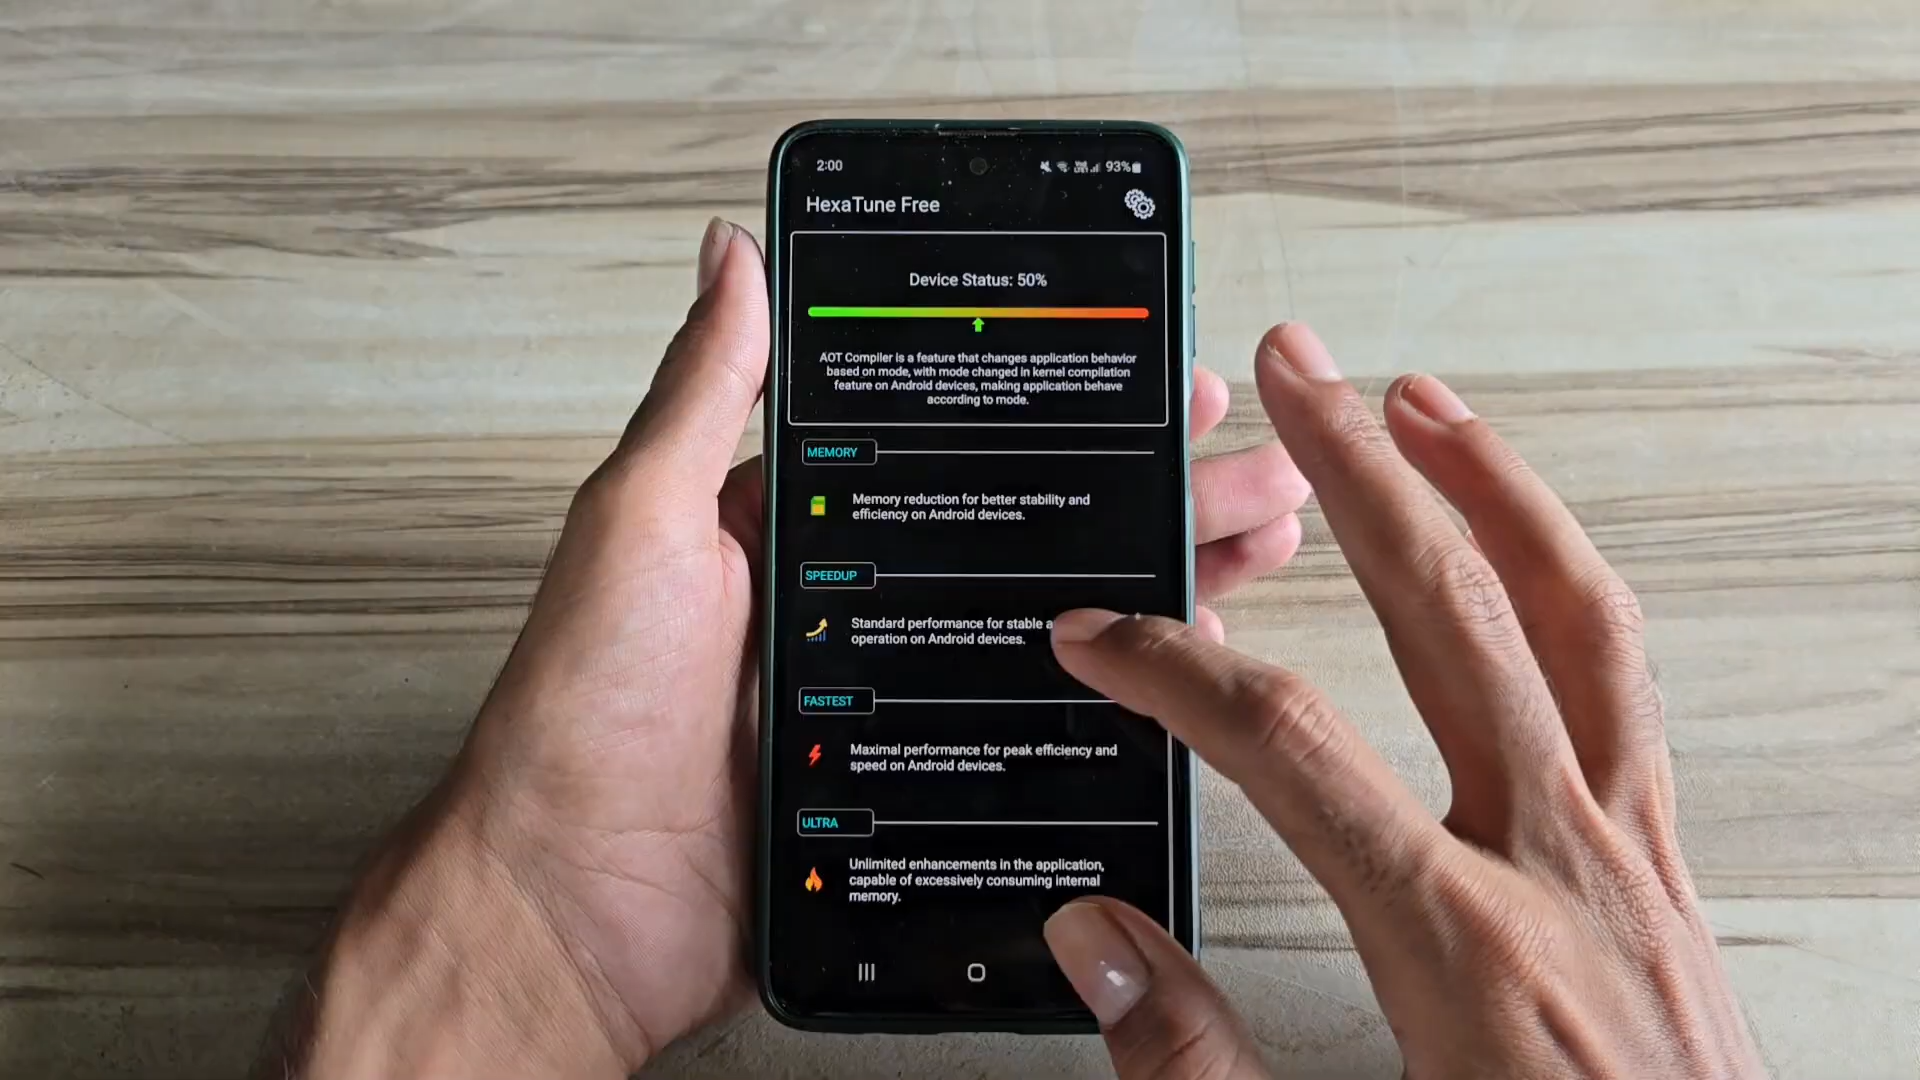 2:00
93%
HexaTune Free
Device Status: 50%
AOT Compiler is a feature that changes application behavior
based on mode, with mode changed in kernel compilation
feature on Android devices, making application behave
according to mode.
MEMORY
Memory reduction for better stability and
efficiency on Android devices.
SPEEDUP
Standard performance for stable
operation on Android devices.
FASTEST
Maximal performance for peak efficiency and
speed on Android devices.
ULTRA
Unlimited enhancements in the application,
capable of excessively consuming internal
memory.